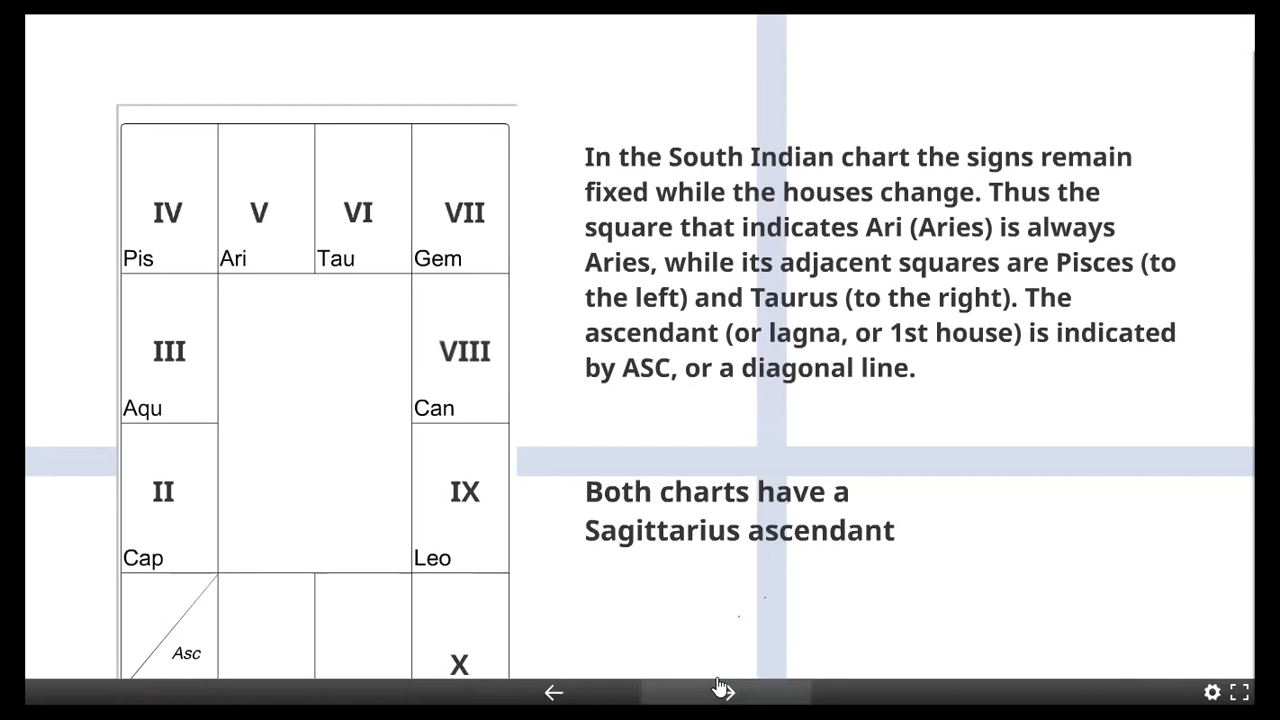 IV V VI VII
Pis Ari Tau Gem
III VIII
Aqu Can
II IX
Cap Leo
Asc X
In the South Indian chart the signs remain
fixed while the houses change. Thus the
square that indicates Ari (Aries) is always
Aries, while its adjacent squares are Pisces (to
the left) and Taurus (to the right). The
ascendant (or lagna, or 1st house) is indicated
by ASC, or a diagonal line.
Both charts have a
Sagittarius ascendant